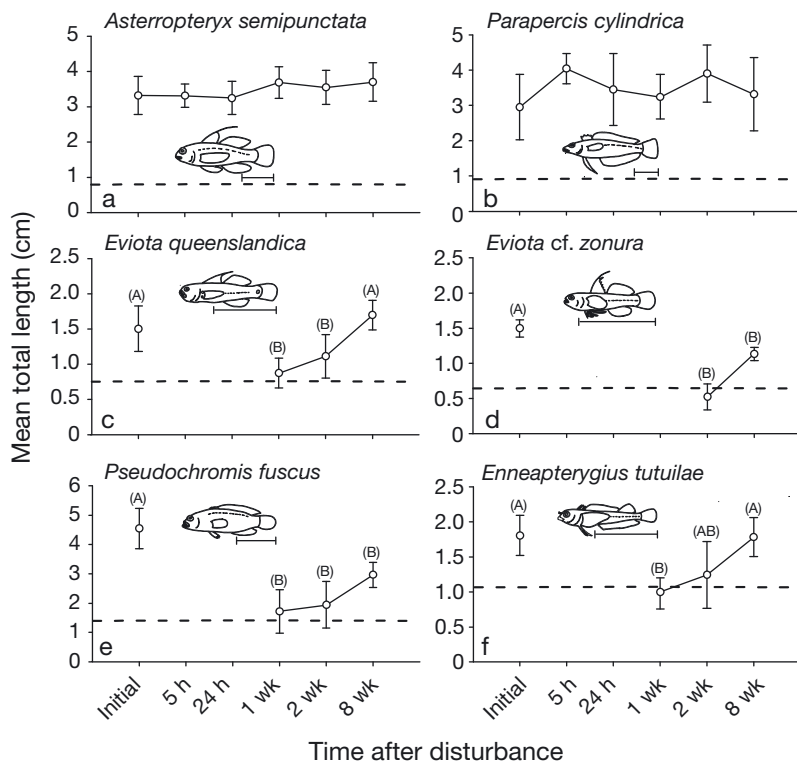 Asterropteryx semipunctata
Parapercis cylindrica
5
4
3
2
1
0
a
5
4
3
2
1
0
b
Mean total length (cm)
Eviota queenslandica
Eviota cf. zonura
2.5
2.0
1.5
1.0
0.5
0
(A)
(B)
(B)
(A)
c
2.5
2.0
1.5
1.0
0.5
0
(A)
(B)
(B)
d
Pseudochromis fuscus
Enneapterygius tutuilae
6
5
4
3
2
1
0
(A)
(B)
(B)
(B)
e
2.5
2.0
1.5
1.0
0.5
0
(A)
(B)
(AB)
(A)
f
Initial
5 h
24 h
1 wk
2 wk
8 wk
Initial
5 h
24 h
1 wk
2 wk
8 wk
Time after disturbance